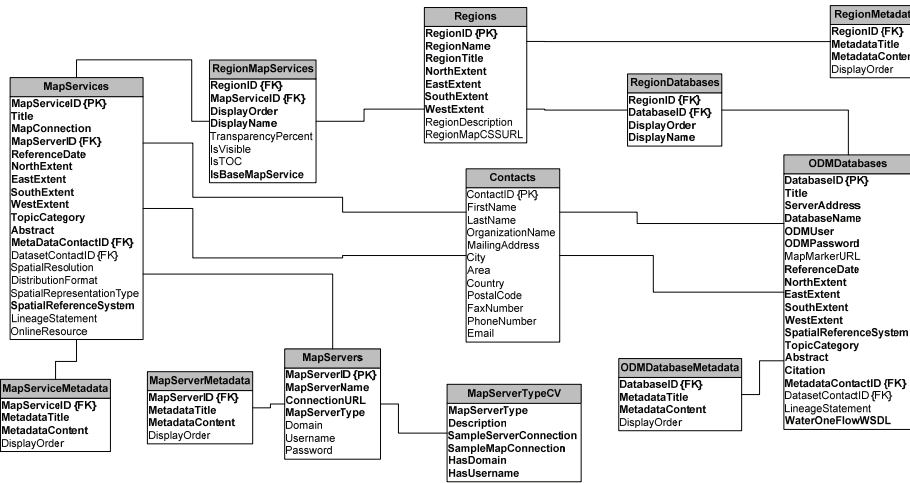 Regions
RegionID {PK}
RegionName
RegionTitle
NorthExtent
EastExtent
SouthExtent
WestExtent
RegionDescription
RegionMapCSSURL
RegionMetadat
RegionID {FK}
MetadataTitle
MetadataConten
DisplayOrder
MapServices
MapServiceID {PK}
Title
MapConnection
MapServerID {FK}
ReferenceDate
NorthExtent
EastExtent
SouthExtent
WestExtent
TopicCategory
Abstract
MetaDataContactID {FK}
DatasetContactID {FK}
SpatialResolution
DistributionFormat
SpatialRepresentationType
SpatialReferenceSystem
LineageStatement
OnlineResource
RegionMapServices
RegionID {FK}
MapServiceID {FK}
DisplayOrder
DisplayName
TransparencyPercent
IsVisible
IsTOC
IsBaseMapService
RegionDatabases
RegionID {FK}
DatabaseID {FK}
DisplayOrder
DisplayName
Contacts
ContactID {PK}
FirstName
LastName
OrganizationName
MailingAddress
City
Area
Country
PostalCode
FaxNumber
PhoneNumber
Email
ODMDatabases
DatabaseID {PK}
Title
ServerAddress
DatabaseName
ODMUser
ODMPassword
MapMarkerURL
ReferenceDate
NorthExtent
EastExtent
SouthExtent
WestExtent
SpatialReferenceSystem
TopicCategory
Abstract
Citation
MetadataContactID {FK}
DatasetContactID {FK}
LineageStatement
WaterOneFlowWSDL
MapServiceMetadata
MapServiceID {FK}
MetadataTitle
MetadataContent
DisplayOrder
MapServerMetadata
MapServerID {FK}
MetadataTitle
MetadataContent
DisplayOrder
MapServers
MapServerID {PK}
MapServerName
ConnectionURL
MapServerType
Domain
Username
Password
MapServerTypeCV
MapServerType
Description
SampleServerConnection
SampleMapConnection
HasDomain
HasUsername
ODMDatabaseMetadata
DatabaseID {FK}
MetadataTitle
MetadataContent
DisplayOrder